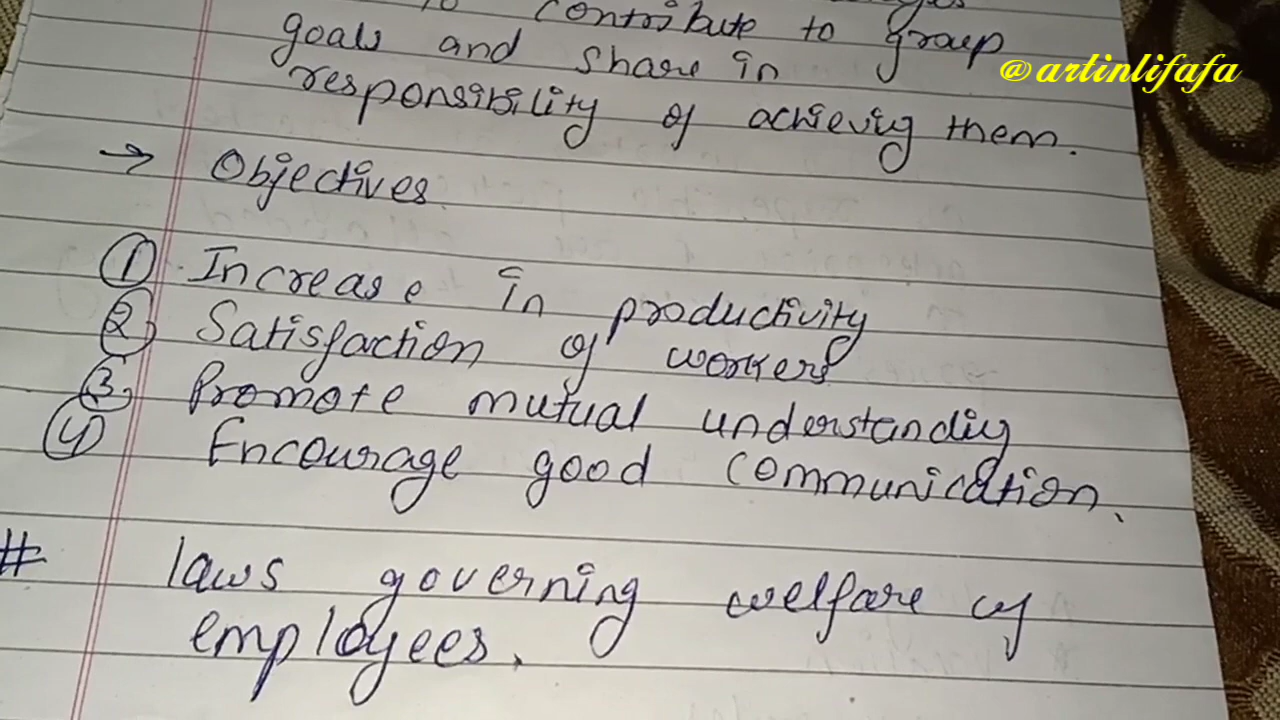 to contribute to group
goals and share in
responsibility of achieving them.
@artinlifafa
→ Objectives
① Increase in productivity
② Satisfaction of workers
③ Promote mutual understanding
④ Encourage good communication.
# laws governing welfare of
employees.